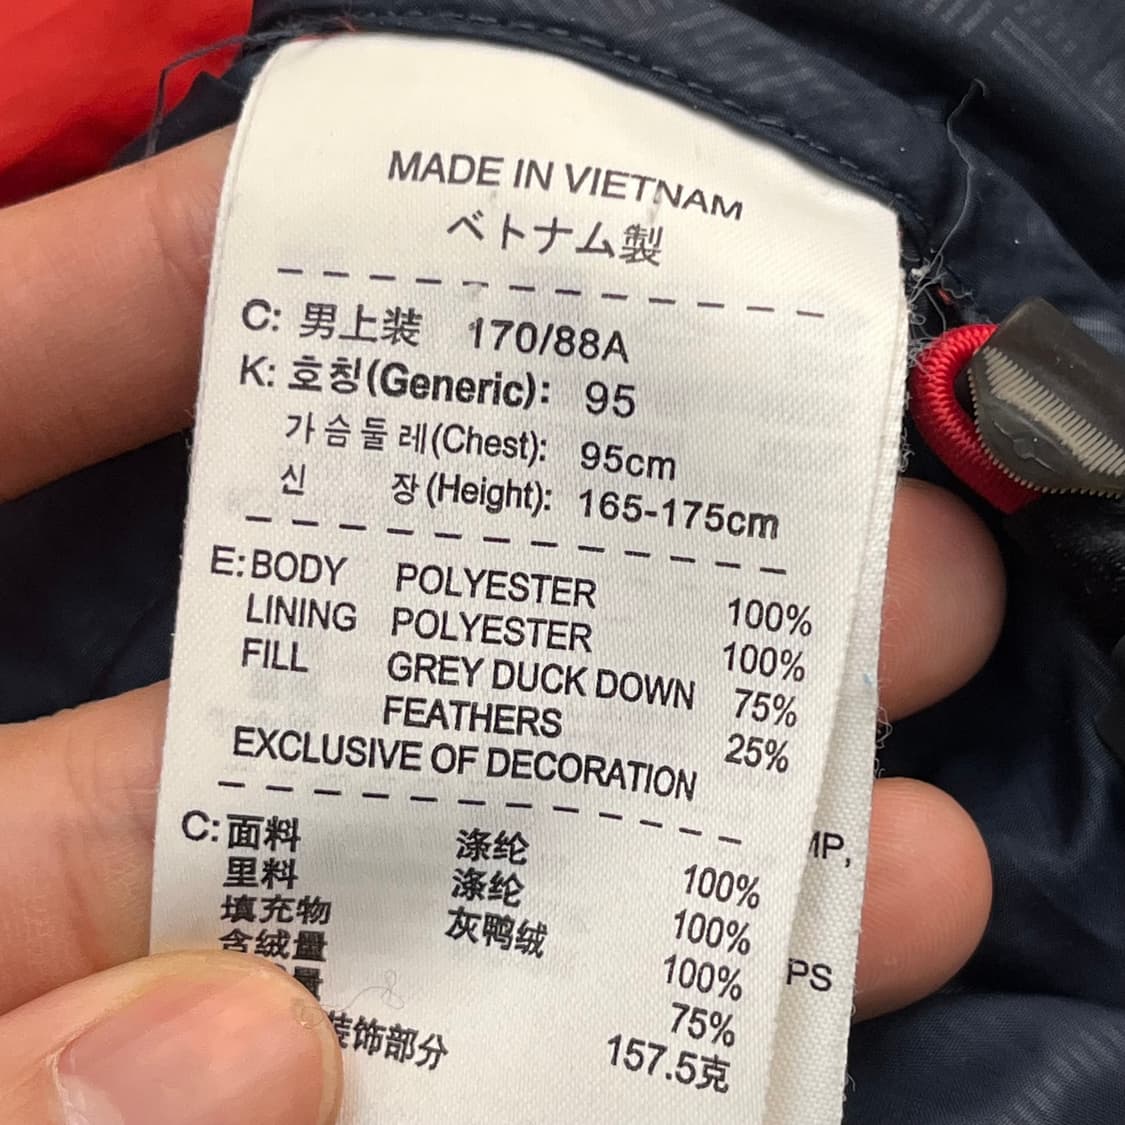 MADE IN VIETNAM
ベトナム製
C: 男上装 170/88A
K: 호칭(Generic): 95
가슴둘레(Chest): 95cm
신 장(Height): 165-175cm
E: BODY POLYESTER 100%
LINING POLYESTER 100%
FILL GREY DUCK DOWN 75%
FEATHERS 25%
EXCLUSIVE OF DECORATION
C: 面料 涤纶 100%
里料 涤纶 100%
填充物 灰鸭绒 100%
含绒量 75%
量 157.5克
装饰部分
MP,
PS